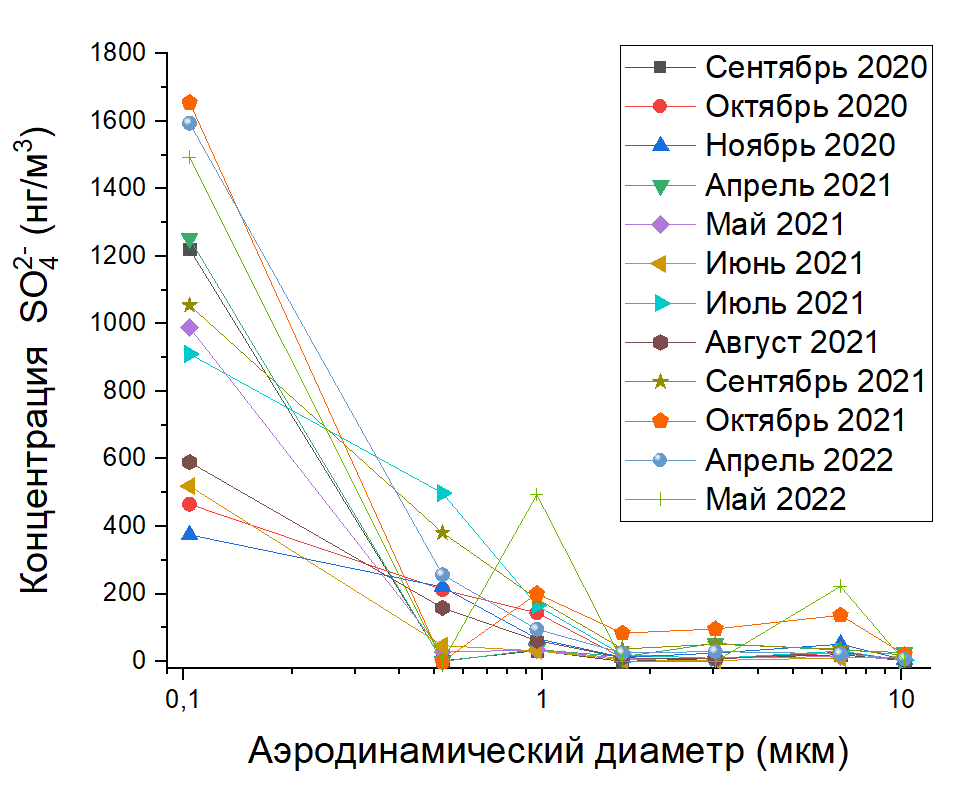 Концентрация SO₄²⁻ (нг/м³)
1800
1600
1400
1200
1000
800
600
400
200
0
0,1
1
10
Аэродинамический диаметр (мкм)
Сентябрь 2020
Октябрь 2020
Ноябрь 2020
Апрель 2021
Май 2021
Июнь 2021
Июль 2021
Август 2021
Сентябрь 2021
Октябрь 2021
Апрель 2022
Май 2022